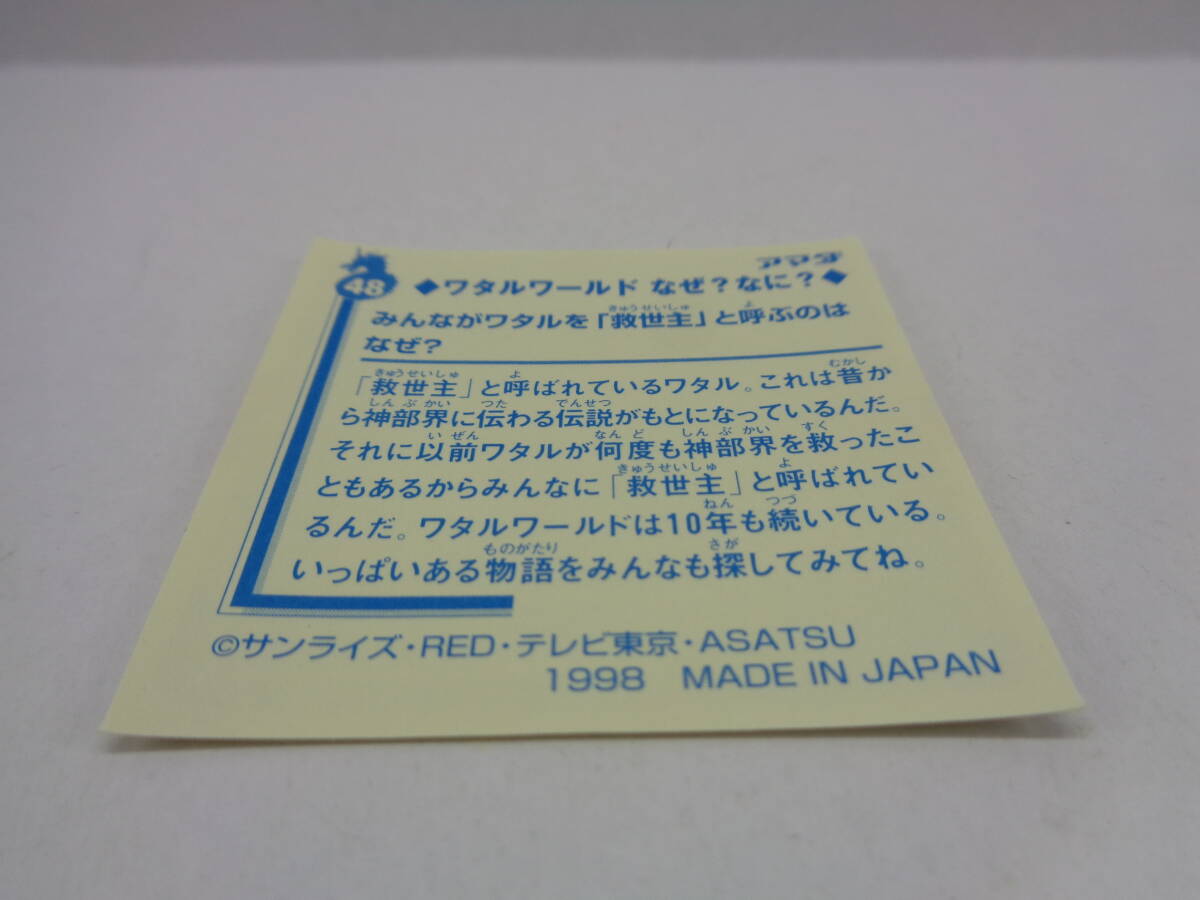 アマダ
48 ◆ワタルワールド なぜ？なに？◆
みんながワタルを「救世主」と呼ぶのは
なぜ？
「救世主」と呼ばれているワタル。これは昔か
ら神部界に伝わる伝説がもとになっているんだ。
それに以前ワタルが何度も神部界を救ったこ
ともあるからみんなに「救世主」と呼ばれてい
るんだ。ワタルワールドは10年も続いている。
いっぱいある物語をみんなも探してみてね。
©サンライズ・RED・テレビ東京・ASATSU
1998 MADE IN JAPAN